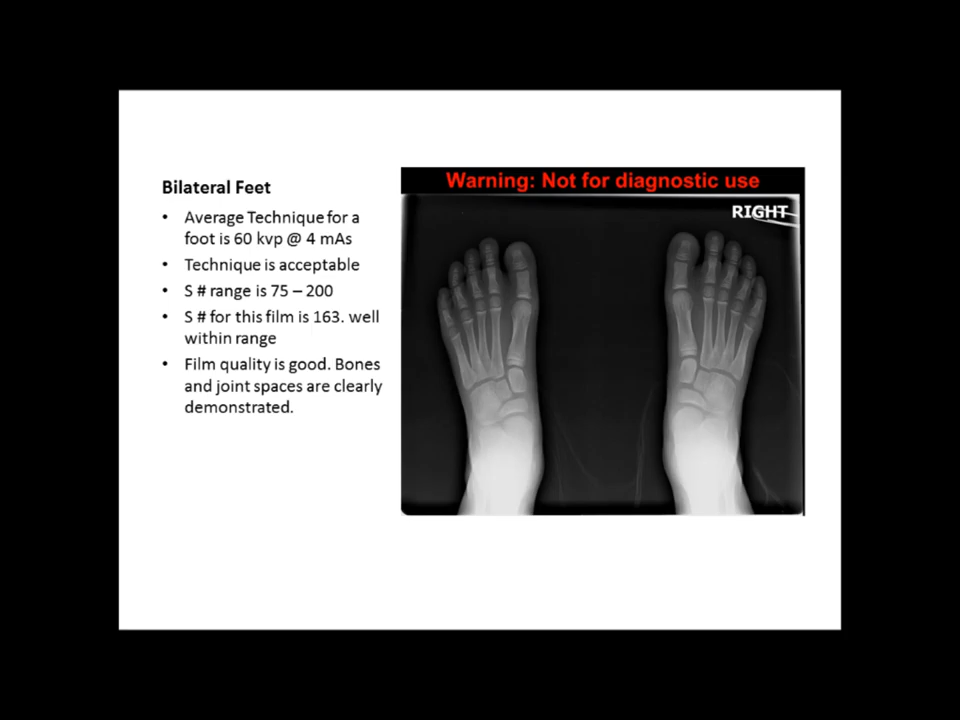 Bilateral Feet
• Average Technique for a
foot is 60 kvp @ 4 mAs
• Technique is acceptable
• S # range is 75 – 200
• S # for this film is 163. well
within range
• Film quality is good. Bones
and joint spaces are clearly
demonstrated.
Warning: Not for diagnostic use
RIGHT